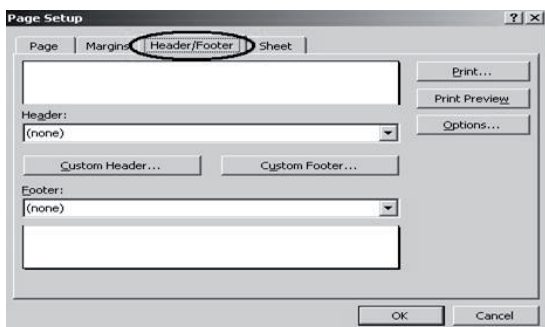 Page Setup
Page Margins Header/Footer Sheet
Print...
Print Preview
Header:
(none)
Options...
Custom Header... Custom Footer...
Footer:
(none)
OK Cancel